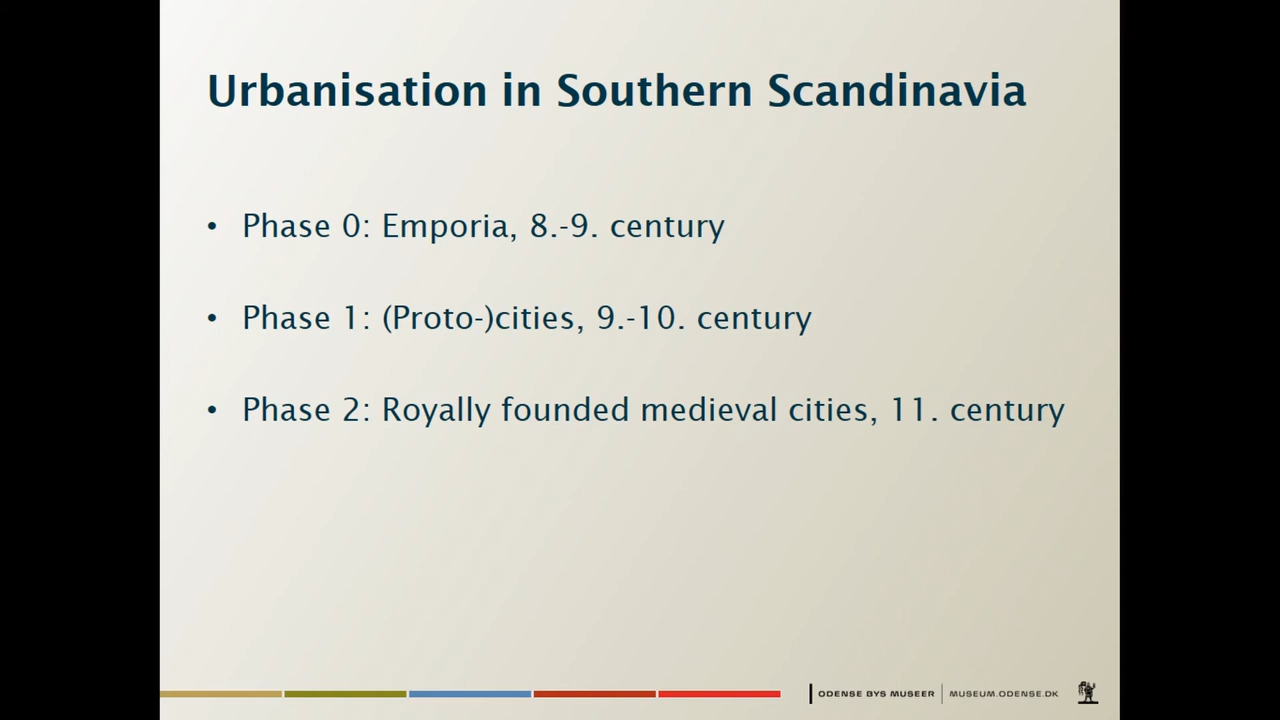 Urbanisation in Southern Scandinavia
• Phase 0: Emporia, 8.-9. century
• Phase 1: (Proto-)cities, 9.-10. century
• Phase 2: Royally founded medieval cities, 11. century
ODENSE BYS MUSEER | MUSEUM.ODENSE.DK